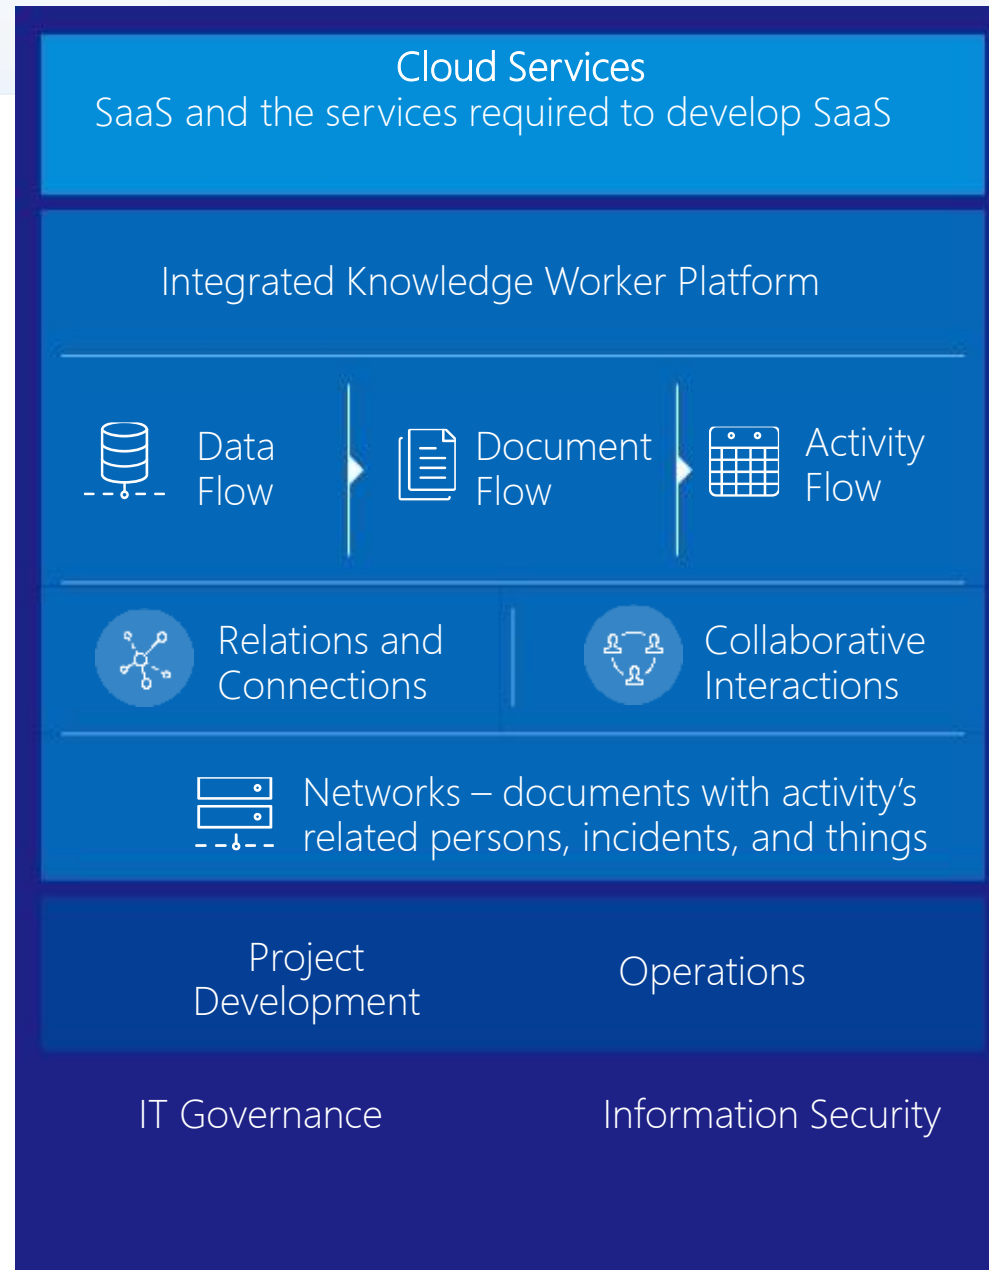 Cloud Services
SaaS and the services required to develop SaaS
Integrated Knowledge Worker Platform
Data
Flow
Document
Flow
Activity
Flow
Relations and
Connections
Collaborative
Interactions
Networks – documents with activity’s
related persons, incidents, and things
Project
Development
Operations
IT Governance
Information Security